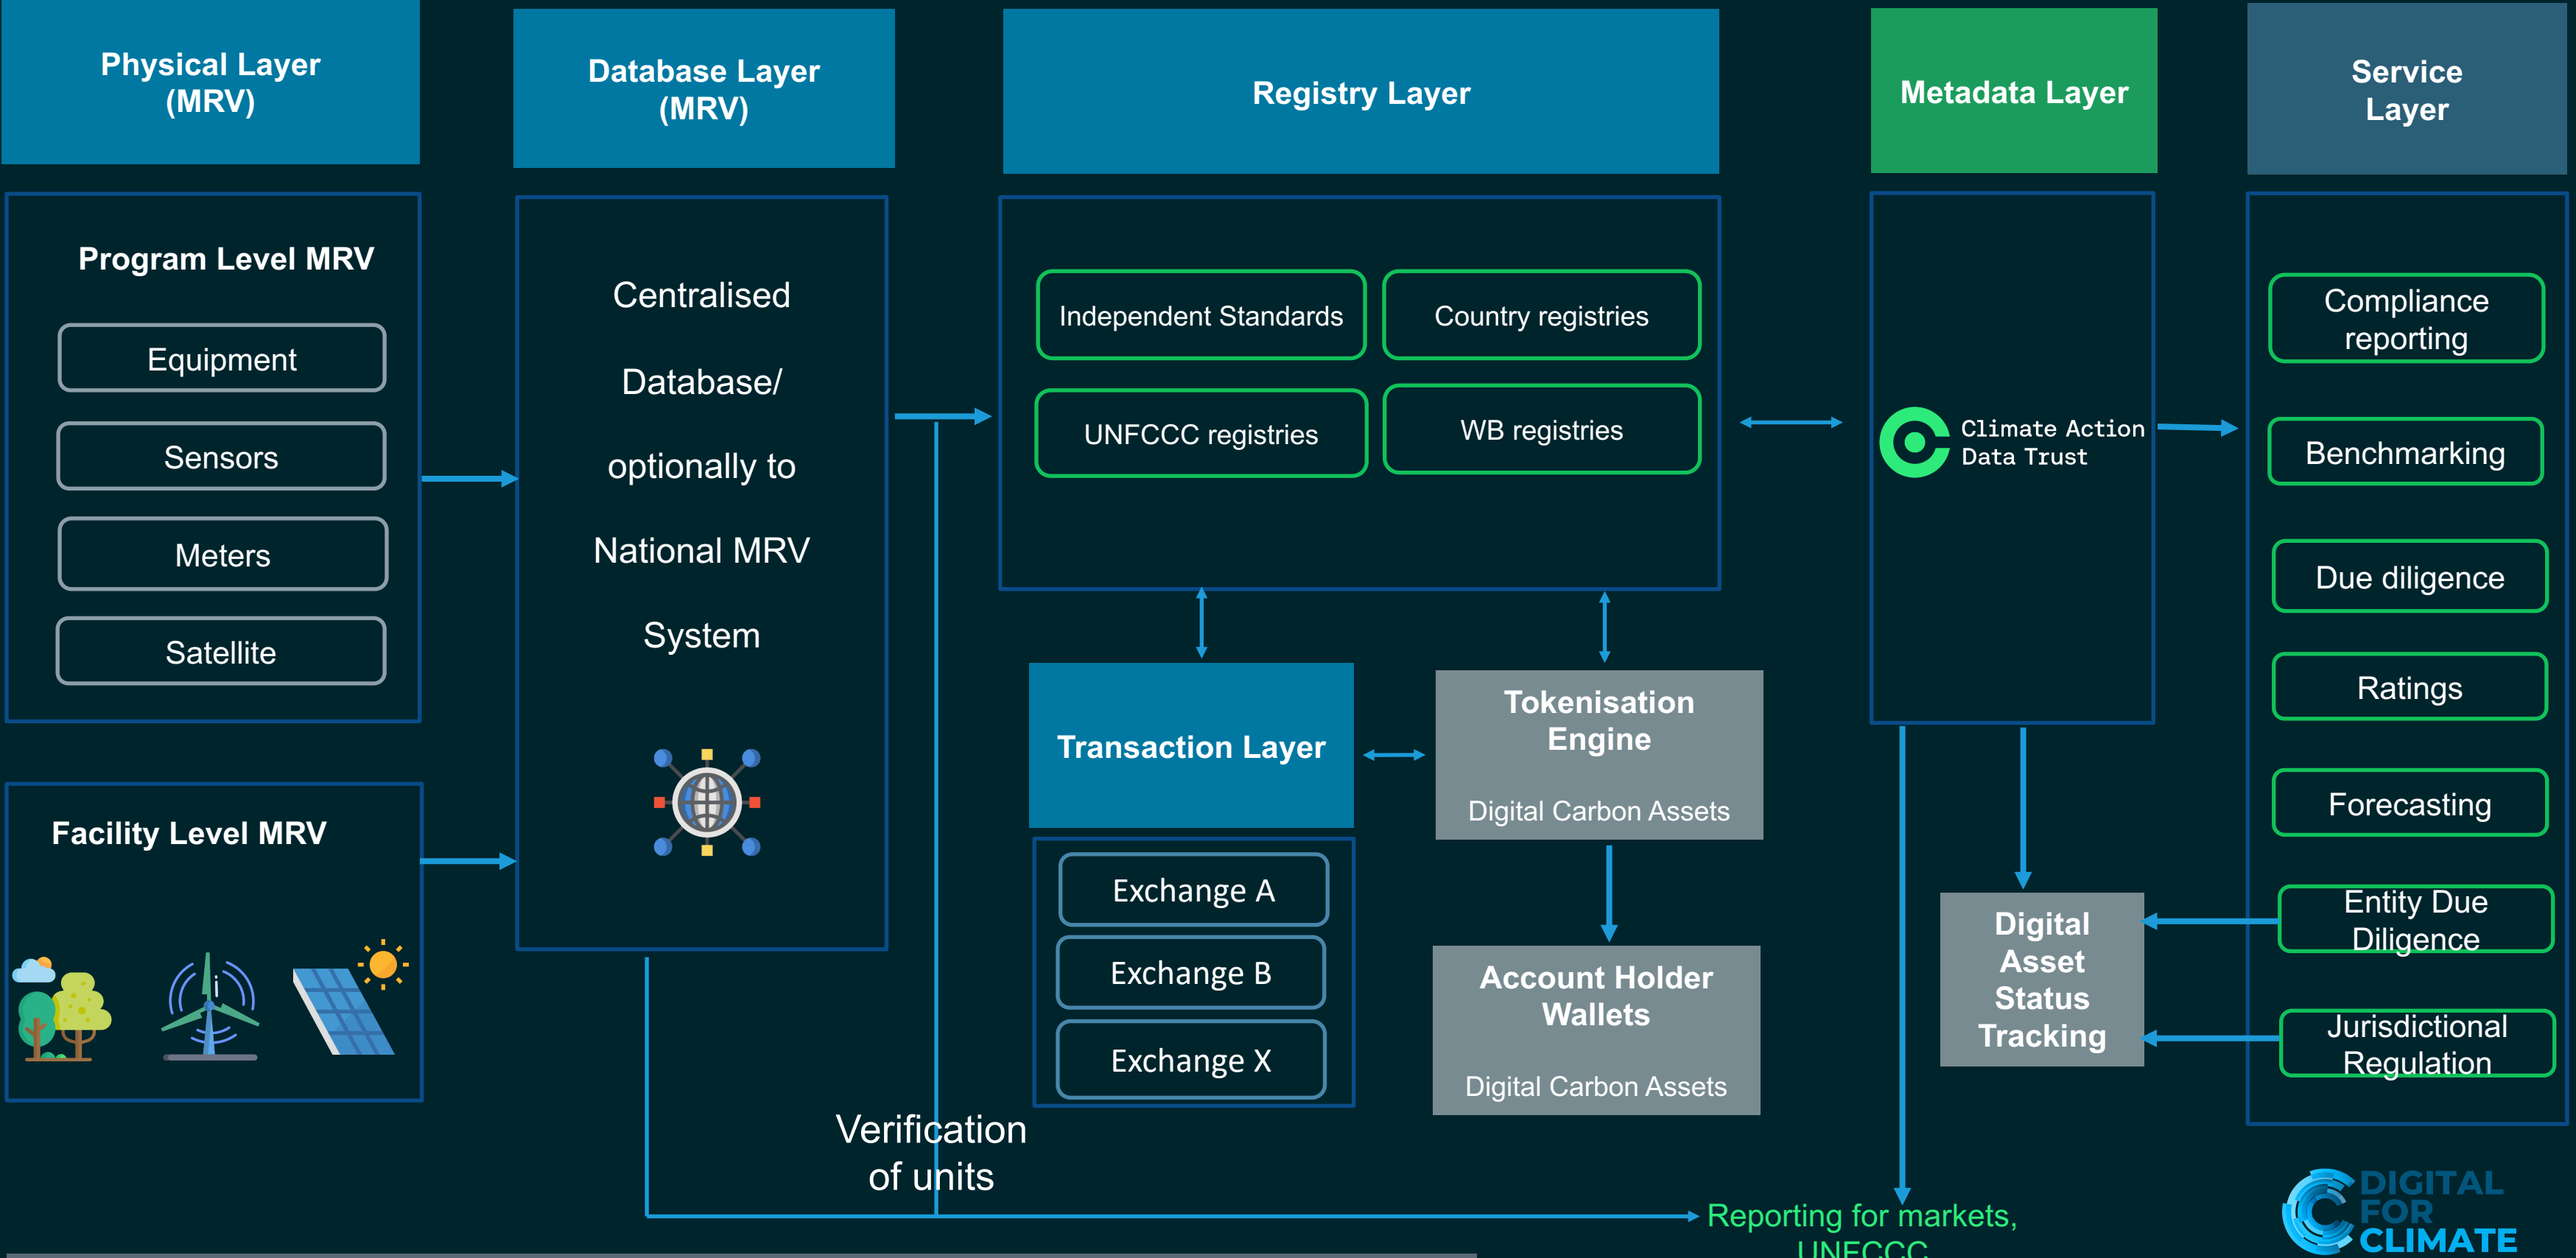 Physical Layer
(MRV)
Database Layer
(MRV)
Registry Layer
Metadata Layer
Service
Layer
Program Level MRV
Equipment
Sensors
Meters
Satellite
Facility Level MRV
i
Centralised
Database/
optionally to
National MRV
System
Independent Standards
Country registries
UNFCCC registries
WB registries
Transaction Layer
Exchange A
Exchange B
Exchange X
Tokenisation
Engine
Digital Carbon Assets
Account Holder
Wallets
Digital Carbon Assets
Climate Action
Data Trust
Digital
Asset
Status
Tracking
Compliance
reporting
Benchmarking
Due diligence
Ratings
Forecasting
Entity Due
Diligence
Jurisdictional
Regulation
Verification
of units
Reporting for markets,
UNFCCC
DIGITAL
FOR
CLIMATE